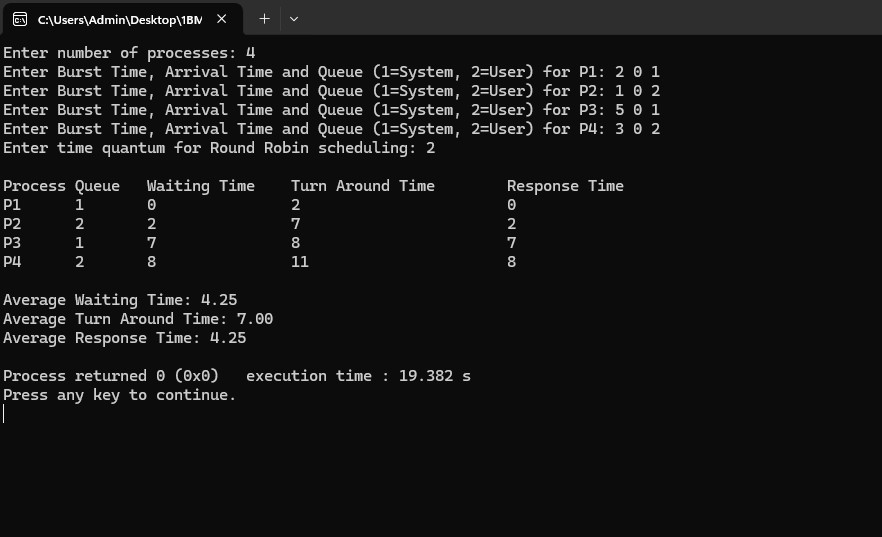 C:\Users\Admin\Desktop\1BM
Enter number of processes: 4
Enter Burst Time, Arrival Time and Queue (1=System, 2=User) for P1: 2 0 1
Enter Burst Time, Arrival Time and Queue (1=System, 2=User) for P2: 1 0 2
Enter Burst Time, Arrival Time and Queue (1=System, 2=User) for P3: 5 0 1
Enter Burst Time, Arrival Time and Queue (1=System, 2=User) for P4: 3 0 2
Enter time quantum for Round Robin scheduling: 2
Process Queue Waiting Time Turn Around Time Response Time
P1 1 0 2 0
P2 2 2 7 2
P3 1 7 8 7
P4 2 8 11 8
Average Waiting Time: 4.25
Average Turn Around Time: 7.00
Average Response Time: 4.25
Process returned 0 (0x0) execution time : 19.382 s
Press any key to continue.